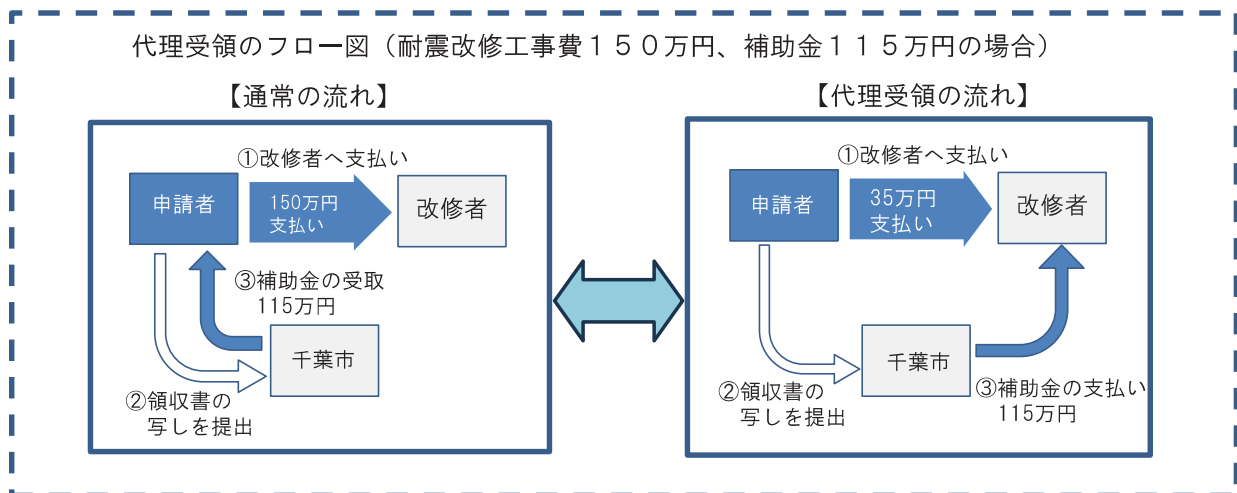 代理受領のフロー図（耐震改修工事費１５０万円、補助金１１５万円の場合）
【通常の流れ】
①改修者へ支払い
申請者
150万円
支払い
改修者
③補助金の受取
115万円
千葉市
②領収書の
写しを提出
【代理受領の流れ】
①改修者へ支払い
申請者
35万円
支払い
改修者
千葉市
②領収書の
写しを提出
③補助金の支払い
115万円